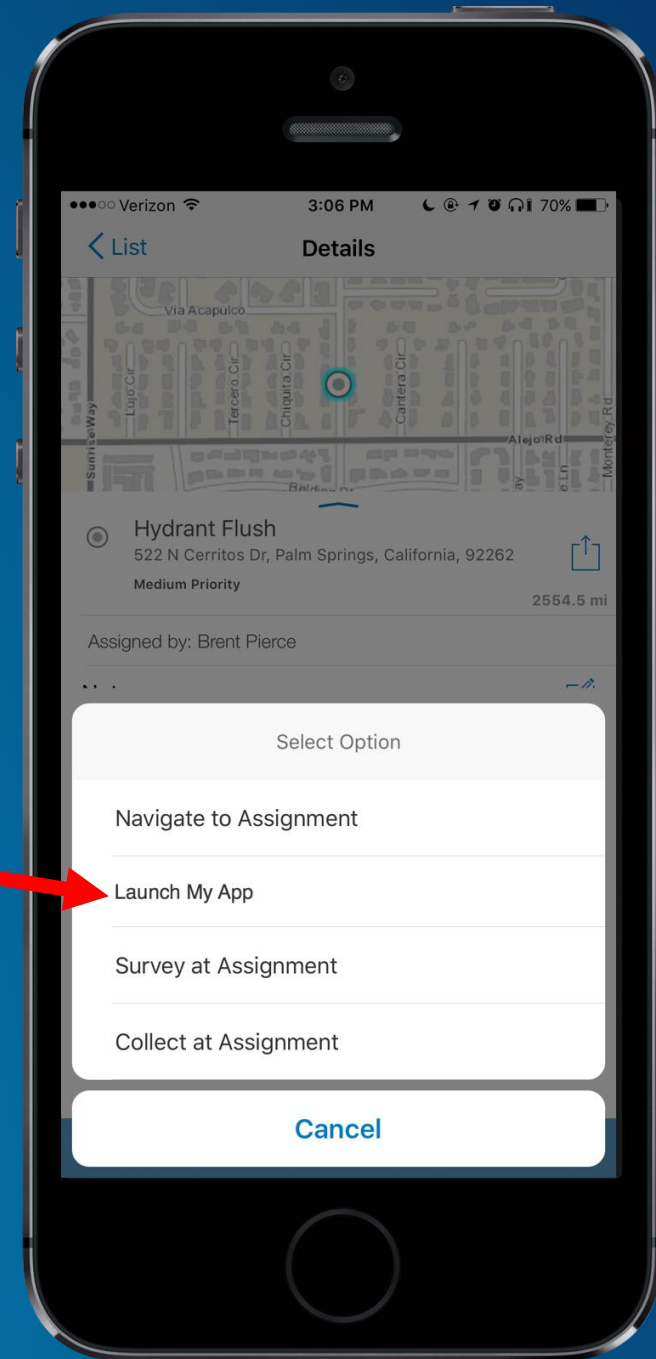 Verizon 3:06 PM 70%
List Details
Via Acapulco
Sunrise Way
Lujo Cir
Tercero Cir
Chiquita Cir
Cantera Cir
Alejo Rd
Monterey Rd
Hydrant Flush
522 N Cerritos Dr, Palm Springs, California, 92262
Medium Priority
2554.5 mi
Assigned by: Brent Pierce
Select Option
Navigate to Assignment
Launch My App
Survey at Assignment
Collect at Assignment
Cancel